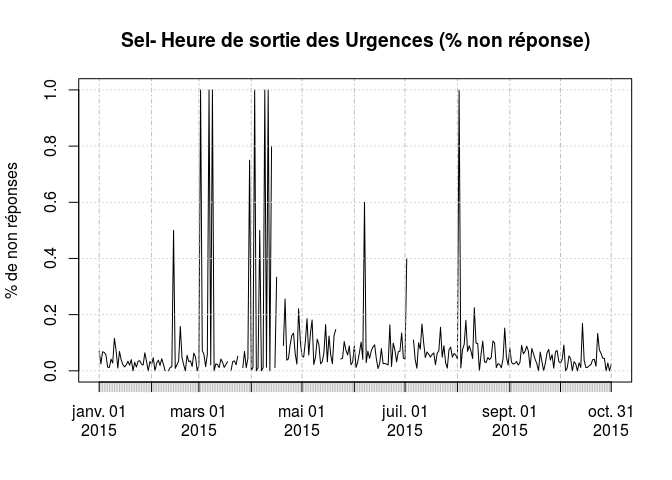 Sel- Heure de sortie des Urgences (% non réponse)
% de non réponses
1.0
0.8
0.6
0.4
0.2
0.0
janv. 01 mars 01 mai 01 juil. 01 sept. 01 oct. 31
2015 2015 2015 2015 2015 2015